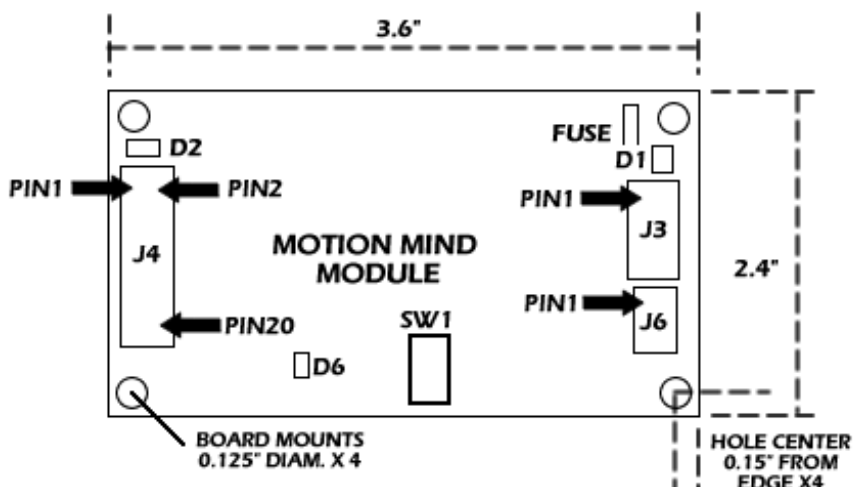 3.6"
FUSE
D2
D1
PIN1
PIN2
PIN1
J4
J3
MOTION MIND
MODULE
2.4"
PIN1
SW1
J6
PIN20
D6
BOARD MOUNTS
0.125" DIAM. X 4
HOLE CENTER
0.15" FROM
EDGE X4